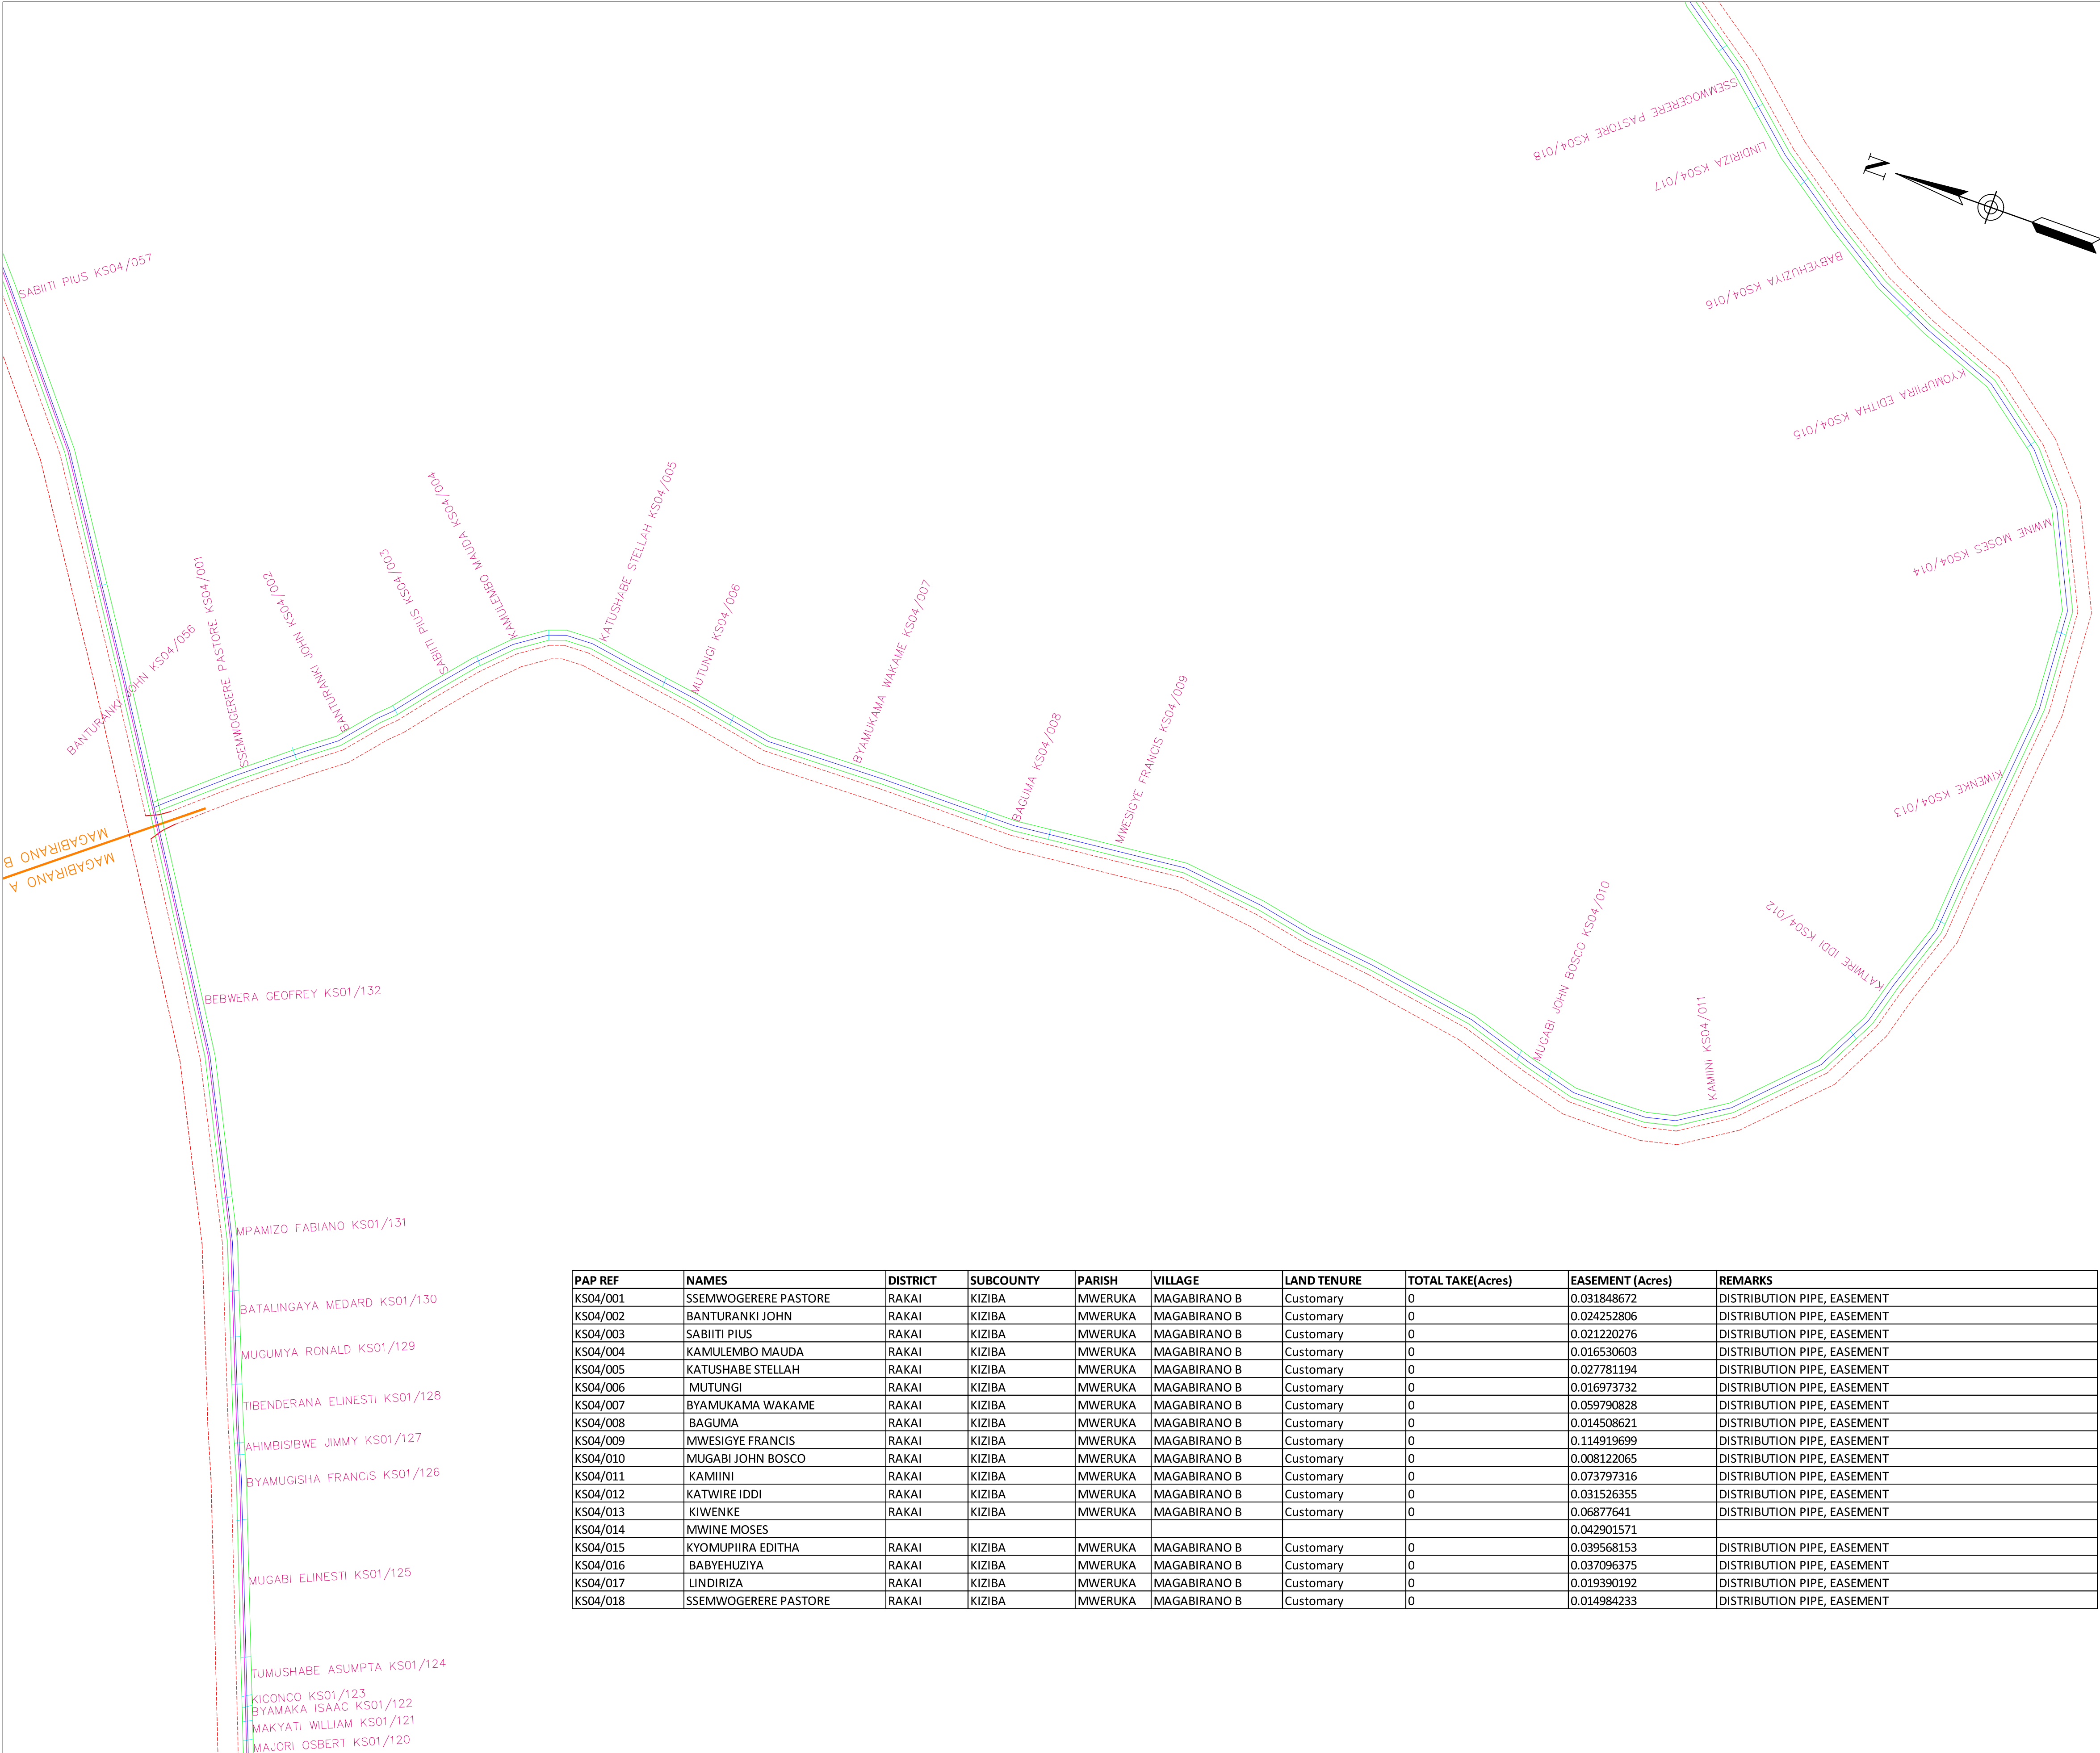 SSEMWOGERERE PASTORE KS04/018
LINDIRIZA KS04/017
N
BABYEHUZIYA KS04/016
KYOMUPIIRA EDITHA KS04/015
MWINE MOSES KS04/014
KIWENKE KS04/013
KATWIRE IDDI KS04/012
KAMIINI KS04/011
MUGABI JOHN BOSCO KS04/010
MWESIGYE FRANCIS KS04/009
BAGUMA KS04/008
BYAMUKAMA WAKAME KS04/007
MUTUNGI KS04/006
KATUSHABE STELLAH KS04/005
KAMULEMBO MAUDA KS04/004
SABIITI PIUS KS04/003
BANTURANKI JOHN KS04/002
SSEMWOGERERE PASTORE KS04/001
BANTURANKI JOHN KS04/056
SABIITI PIUS KS04/057
MAGABIRANO B
MAGABIRANO A
BEBWERA GEOFREY KS01/132
MPAMIZO FABIANO KS01/131
BATALINGAYA MEDARD KS01/130
MUGUMYA RONALD KS01/129
TIBENDERANA ELINESTI KS01/128
AHIMBISIBWE JIMMY KS01/127
BYAMUGISHA FRANCIS KS01/126
MUGABI ELINESTI KS01/125
TUMUSHABE ASUMPTA KS01/124
KICONCO KS01/123
BYAMAKA ISAAC KS01/122
MAKYATI WILLIAM KS01/121
MAJORI OSBERT KS01/120
PAP REF NAMES DISTRICT SUBCOUNTY PARISH VILLAGE LAND TENURE TOTAL TAKE(Acres) EASEMENT (Acres) REMARKS
KS04/001 SSEMWOGERERE PASTORE RAKAI KIZIBA MWERUKA MAGABIRANO B Customary 0 0.031848672 DISTRIBUTION PIPE, EASEMENT
KS04/002 BANTURANKI JOHN RAKAI KIZIBA MWERUKA MAGABIRANO B Customary 0 0.024252806 DISTRIBUTION PIPE, EASEMENT
KS04/003 SABIITI PIUS RAKAI KIZIBA MWERUKA MAGABIRANO B Customary 0 0.021220276 DISTRIBUTION PIPE, EASEMENT
KS04/004 KAMULEMBO MAUDA RAKAI KIZIBA MWERUKA MAGABIRANO B Customary 0 0.016530603 DISTRIBUTION PIPE, EASEMENT
KS04/005 KATUSHABE STELLAH RAKAI KIZIBA MWERUKA MAGABIRANO B Customary 0 0.027781194 DISTRIBUTION PIPE, EASEMENT
KS04/006 MUTUNGI RAKAI KIZIBA MWERUKA MAGABIRANO B Customary 0 0.016973732 DISTRIBUTION PIPE, EASEMENT
KS04/007 BYAMUKAMA WAKAME RAKAI KIZIBA MWERUKA MAGABIRANO B Customary 0 0.059790828 DISTRIBUTION PIPE, EASEMENT
KS04/008 BAGUMA RAKAI KIZIBA MWERUKA MAGABIRANO B Customary 0 0.014508621 DISTRIBUTION PIPE, EASEMENT
KS04/009 MWESIGYE FRANCIS RAKAI KIZIBA MWERUKA MAGABIRANO B Customary 0 0.114919699 DISTRIBUTION PIPE, EASEMENT
KS04/010 MUGABI JOHN BOSCO RAKAI KIZIBA MWERUKA MAGABIRANO B Customary 0 0.008122065 DISTRIBUTION PIPE, EASEMENT
KS04/011 KAMIINI RAKAI KIZIBA MWERUKA MAGABIRANO B Customary 0 0.073797316 DISTRIBUTION PIPE, EASEMENT
KS04/012 KATWIRE IDDI RAKAI KIZIBA MWERUKA MAGABIRANO B Customary 0 0.031526355 DISTRIBUTION PIPE, EASEMENT
KS04/013 KIWENKE RAKAI KIZIBA MWERUKA MAGABIRANO B Customary 0 0.06877641 DISTRIBUTION PIPE, EASEMENT
KS04/014 MWINE MOSES 0.042901571
KS04/015 KYOMUPIIRA EDITHA RAKAI KIZIBA MWERUKA MAGABIRANO B Customary 0 0.039568153 DISTRIBUTION PIPE, EASEMENT
KS04/016 BABYEHUZIYA RAKAI KIZIBA MWERUKA MAGABIRANO B Customary 0 0.037096375 DISTRIBUTION PIPE, EASEMENT
KS04/017 LINDIRIZA RAKAI KIZIBA MWERUKA MAGABIRANO B Customary 0 0.019390192 DISTRIBUTION PIPE, EASEMENT
KS04/018 SSEMWOGERERE PASTORE RAKAI KIZIBA MWERUKA MAGABIRANO B Customary 0 0.014984233 DISTRIBUTION PIPE, EASEMENT